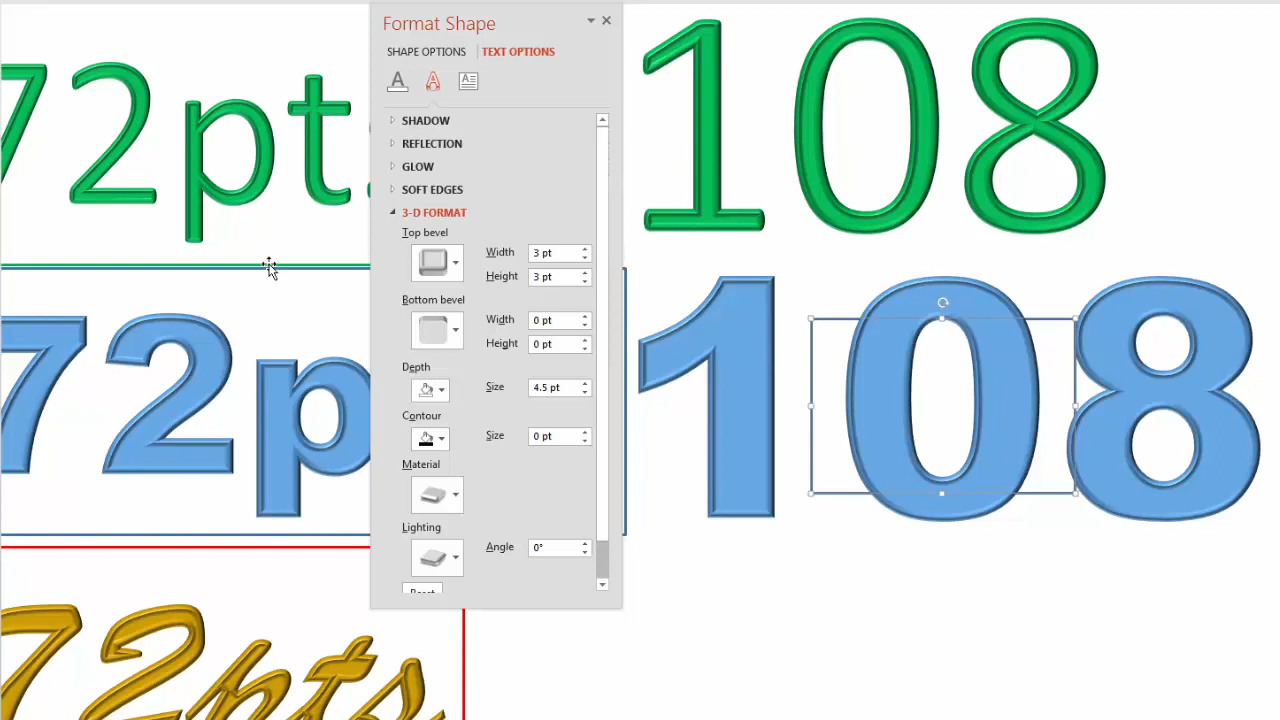 Format Shape
SHAPE OPTIONS TEXT OPTIONS
SHADOW
REFLECTION
GLOW
SOFT EDGES
3-D FORMAT
Top bevel
Width 3 pt
Height 3 pt
Bottom bevel
Width 0 pt
Height 0 pt
Depth
Size 4.5 pt
Contour
Size 0 pt
Material
Lighting
Angle 0°
Reset
72pt
108
72p
108
72pts